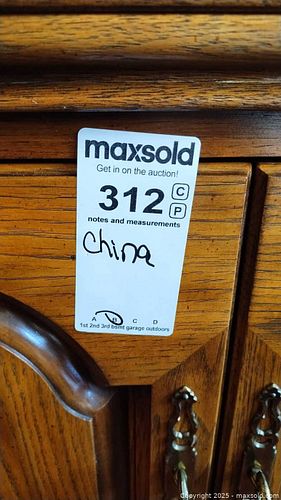 maxsold
Get in on the auction!
312 C
P
notes and measurements
China
A B C D
1st 2nd 3rd bsmt garage outdoors
Copyright 2025 - maxsold.com